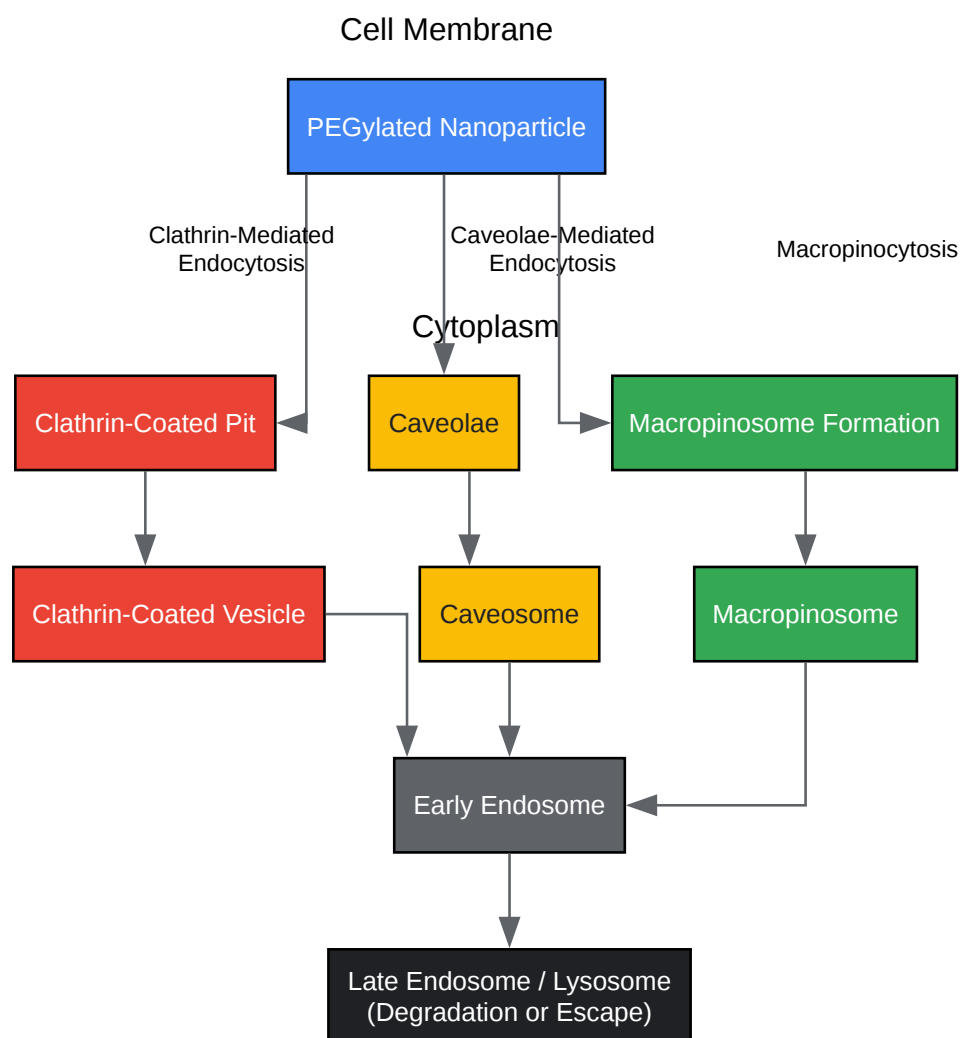 Cell Membrane
PEGylated Nanoparticle
Clathrin-Mediated
Endocytosis
Caveolae-Mediated
Endocytosis
Macropinocytosis
Cytoplasm
Clathrin-Coated Pit
Caveolae
Macropinosome Formation
Clathrin-Coated Vesicle
Caveosome
Macropinosome
Early Endosome
Late Endosome / Lysosome
(Degradation or Escape)